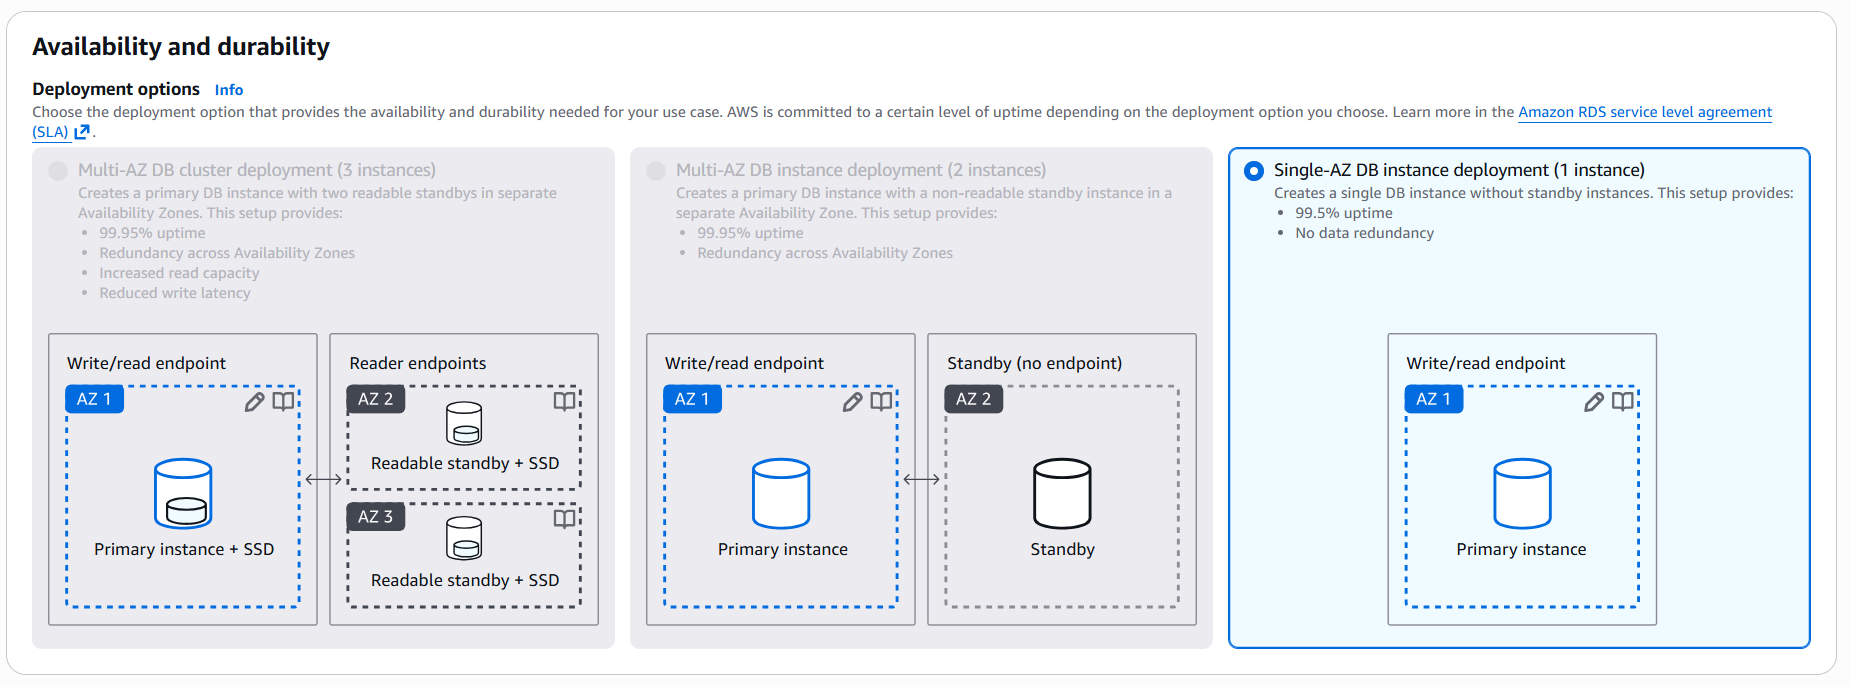 Availability and durability
Deployment options Info
Choose the deployment option that provides the availability and durability needed for your use case. AWS is committed to a certain level of uptime depending on the deployment option you choose. Learn more in the Amazon RDS service level agreement
(SLA) .
Multi-AZ DB cluster deployment (3 instances)
Creates a primary DB instance with two readable standbys in separate
Availability Zones. This setup provides:
• 99.95% uptime
• Redundancy across Availability Zones
• Increased read capacity
• Reduced write latency
Write/read endpoint
AZ 1
Primary instance + SSD
Reader endpoints
AZ 2
Readable standby + SSD
AZ 3
Readable standby + SSD
Multi-AZ DB instance deployment (2 instances)
Creates a primary DB instance with a non-readable standby instance in a
separate Availability Zone. This setup provides:
• 99.95% uptime
• Redundancy across Availability Zones
Write/read endpoint
AZ 1
Primary instance
Standby (no endpoint)
AZ 2
Standby
Single-AZ DB instance deployment (1 instance)
Creates a single DB instance without standby instances. This setup provides:
• 99.5% uptime
• No data redundancy
Write/read endpoint
AZ 1
Primary instance